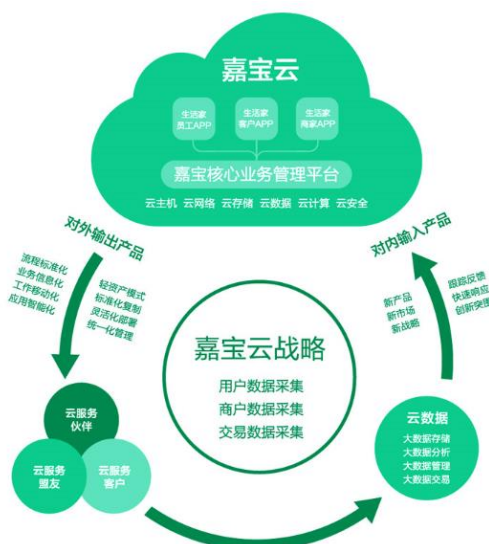 嘉宝云
生活家
员工APP
生活家
客户APP
生活家
商家APP
嘉宝核心业务管理平台
云主机 云网络 云存储 云数据 云计算 云安全
对外输出产品
流程标准化
业务信息化
工作移动化
应用智能化
轻资产模式
标准化复制
灵活化部署
统一化管理
对内输入产品
新产品
新市场
新战略
跟踪反馈
快速响应
创新突围
嘉宝云战略
用户数据采集
商户数据采集
交易数据采集
云服务
伙伴
云服务
盟友
云服务
客户
云数据
大数据存储
大数据分析
大数据管理
大数据交易